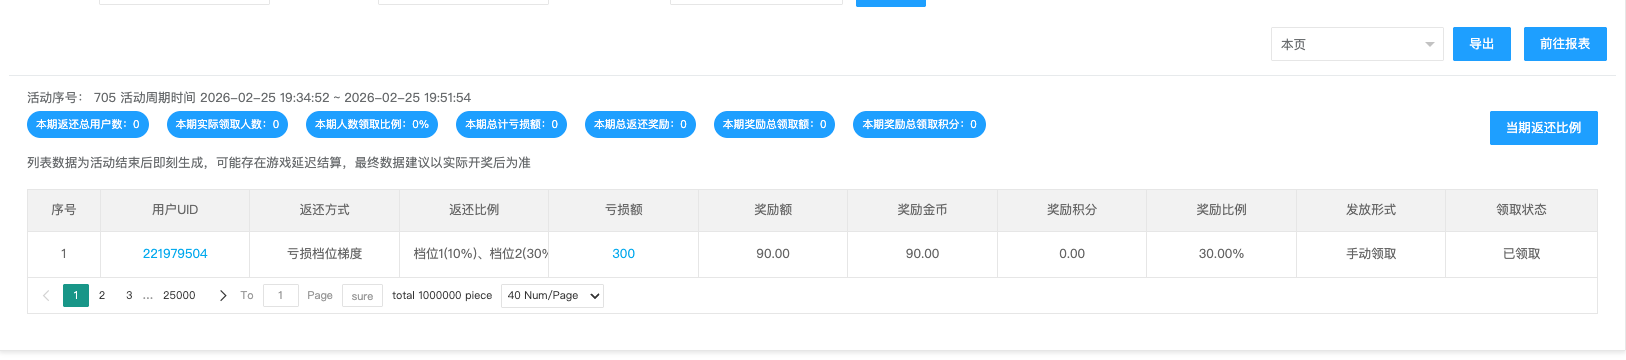 本页 导出 前往报表
活动序号： 705 活动周期时间 2026-02-25 19:34:52 ~ 2026-02-25 19:51:54
本期返还总用户数：0 本期实际领取人数：0 本期人数领取比例：0% 本期总计亏损额：0 本期总返还奖励：0 本期奖励总领取额：0 本期奖励总领取积分：0
当期返还比例
列表数据为活动结束后即刻生成，可能存在游戏延迟结算，最终数据建议以实际开奖后为准
序号 用户UID 返还方式 返还比例 亏损额 奖励额 奖励金币 奖励积分 奖励比例 发放形式 领取状态
1 221979504 亏损档位梯度 档位1(10%)、档位2(30% 300 90.00 90.00 0.00 30.00% 手动领取 已领取
1 2 3 ... 25000 To 1 Page sure total 1000000 piece 40 Num/Page